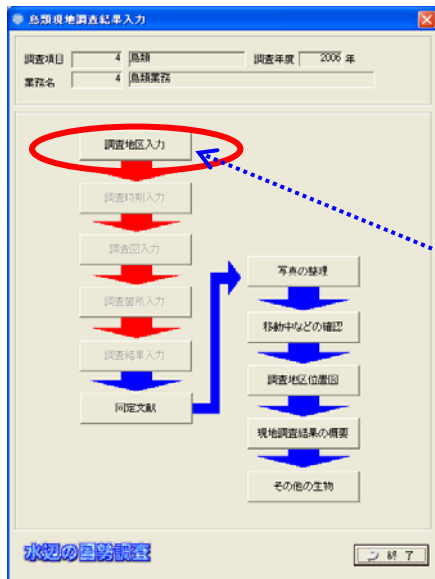 鳥類現地調査結果入力
調査項目 4 鳥類 調査年度 2006 年
業務名 4 鳥類業務
調査地区入力
調査時期入力
調査回入力
調査箇所入力
調査結果入力
同定文献
写真の整理
移動中などの確認
調査地区位置図
現地調査結果の概要
その他の生物
水辺の国勢調査
終了